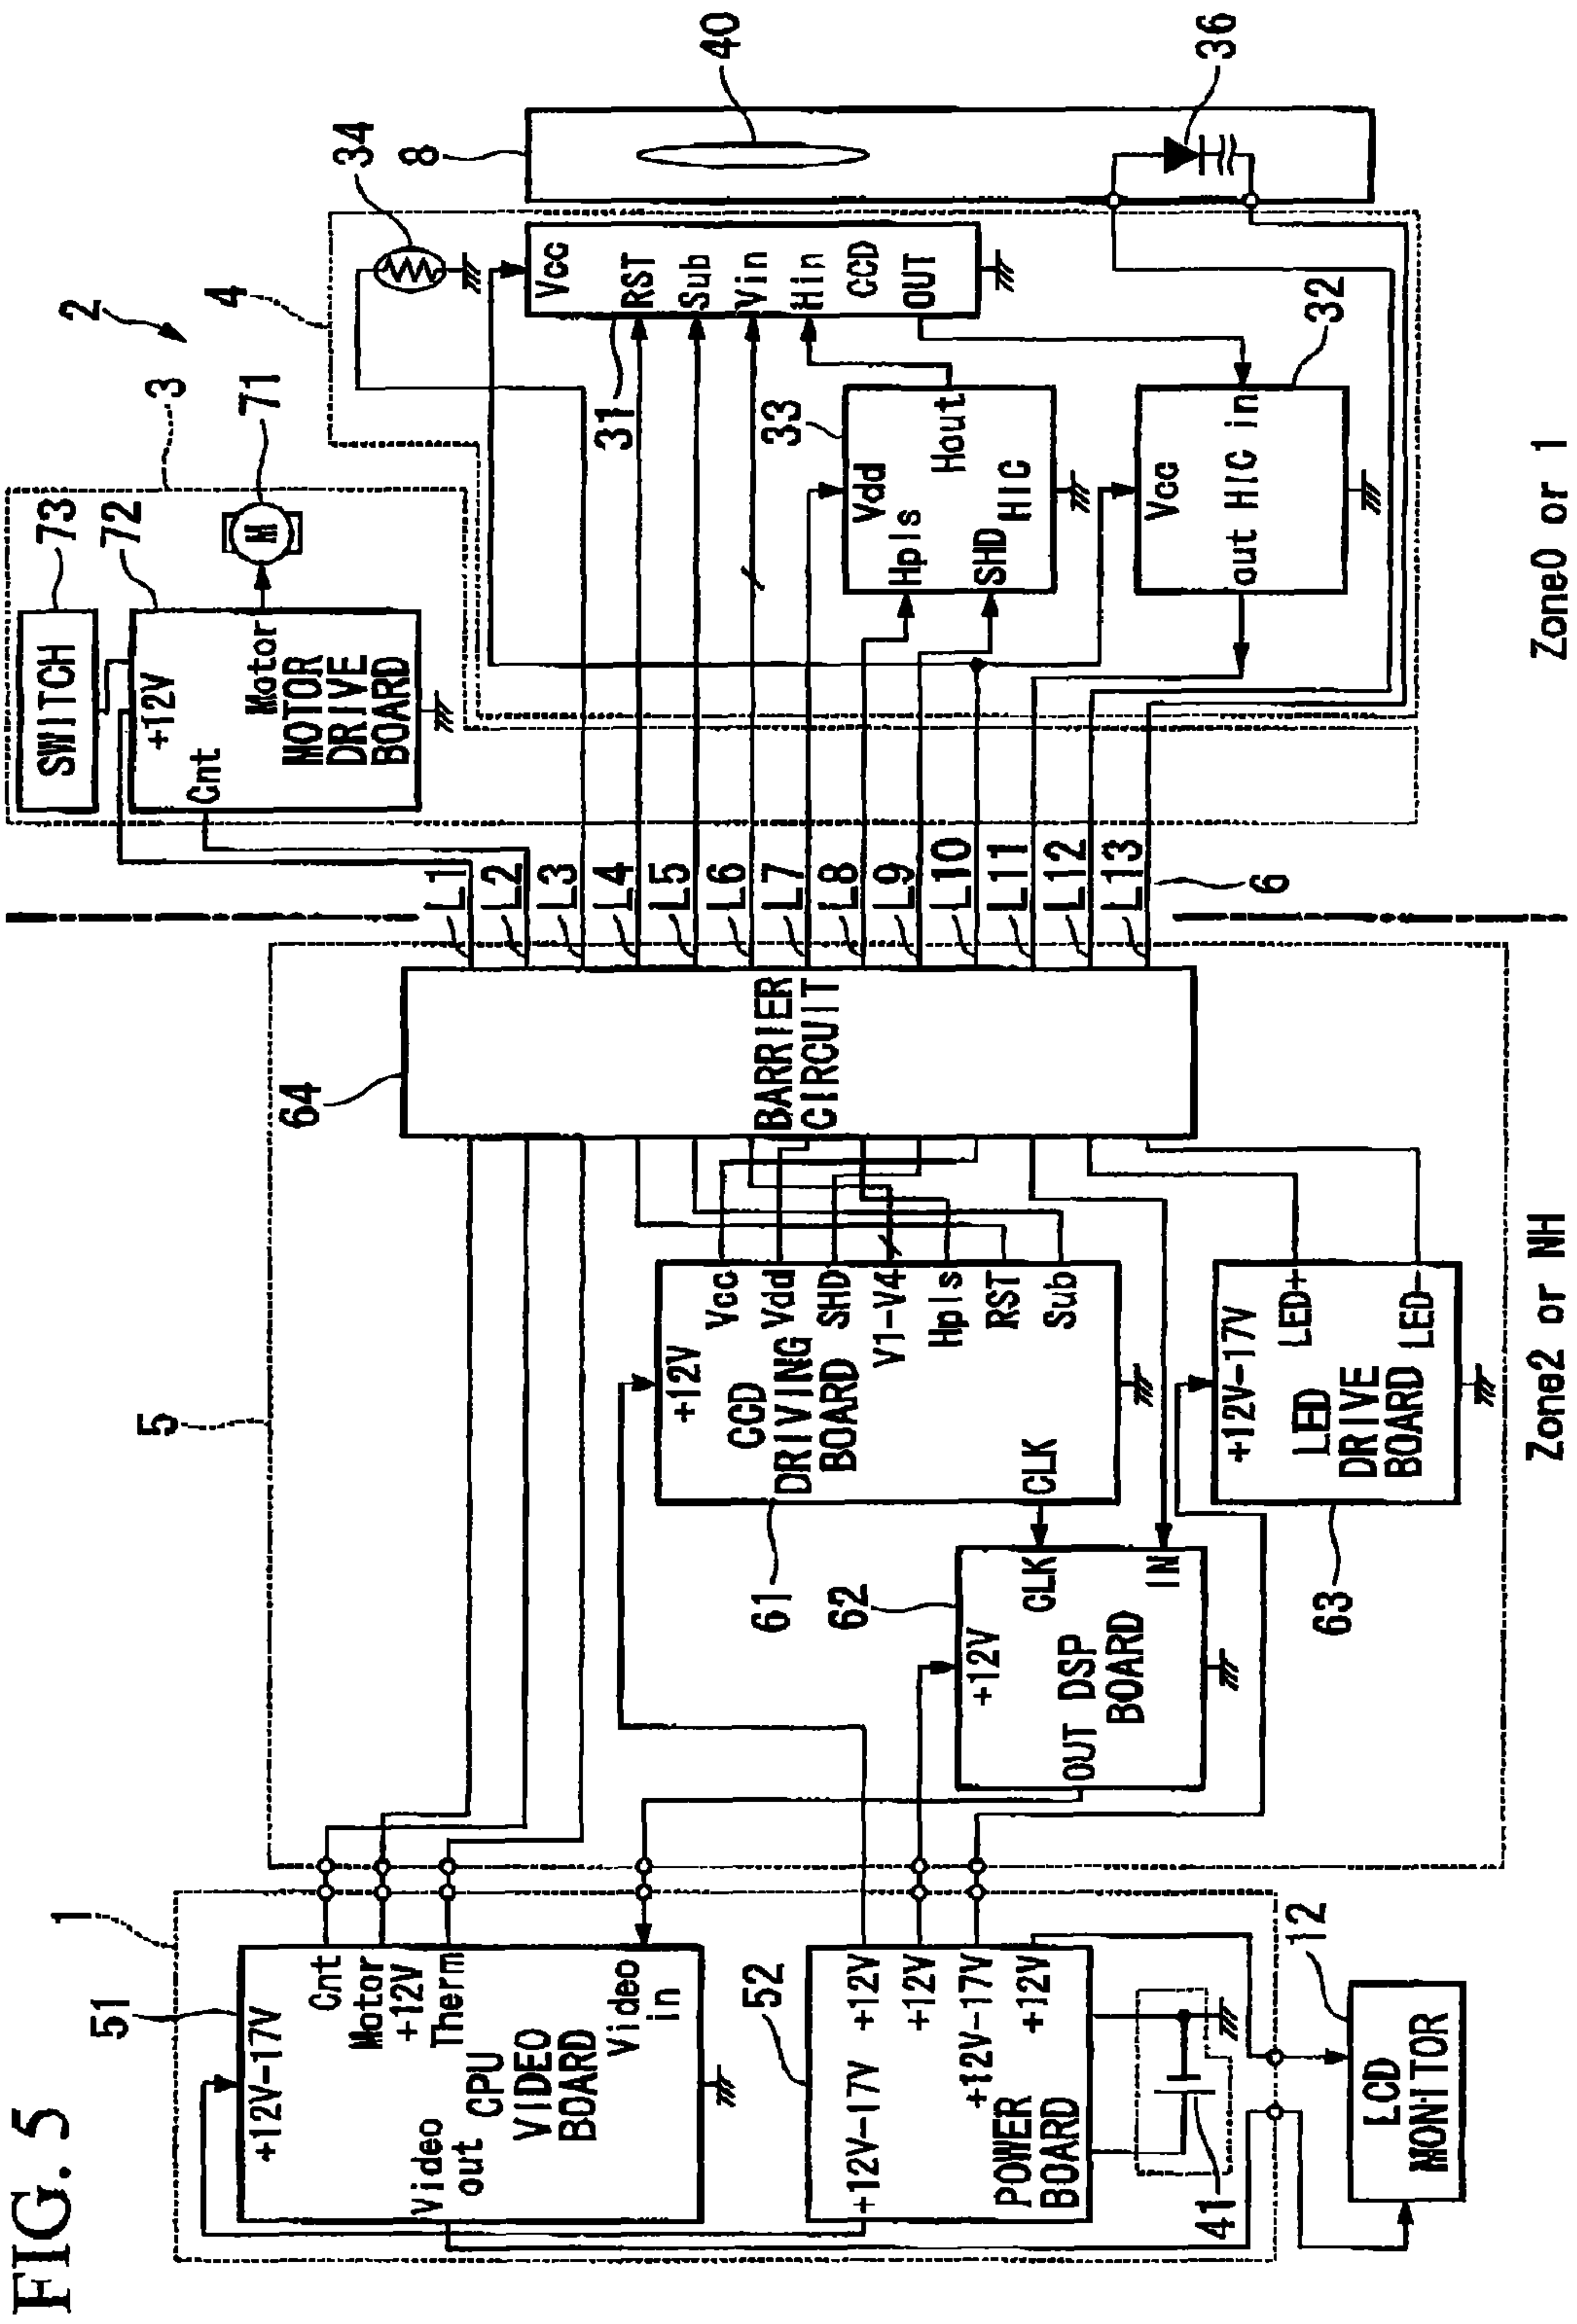 FIG. 5
1
51
+12V-17V
Cnt
Motor
+12V
Therm
CPU
VIDEO
BOARD
Video
out
Video
in
52
+12V-17V
+12V
+12V
+12V-17V
+12V
POWER
BOARD
41
12
LCD
MONITOR
5
61
+12V
CCD
DRIVING
BOARD
Vcc
Vdd
SHD
V1-V4
Hpls
RST
Sub
CLK
62
+12V
CLK
IN
OUT DSP
BOARD
63
+12V-17V
LED+
LED
DRIVE
BOARD
LED-
64
BARRIER
CIRCUIT
Zone2 or NH
L1
L2
L3
L4
L5
L6
L7
L8
L9
L10
L11
L12
L13
6
2
3
SWITCH
73
72
+12V
Cnt
Motor
MOTOR
DRIVE
BOARD
M
71
4
34
31
Vcc
RST
Sub
Vin
Hin
CCD
OUT
33
Vdd
Hpls
Hout
SHD
HIC
32
Vcc
out HIC in
8
40
36
Zone0 or 1